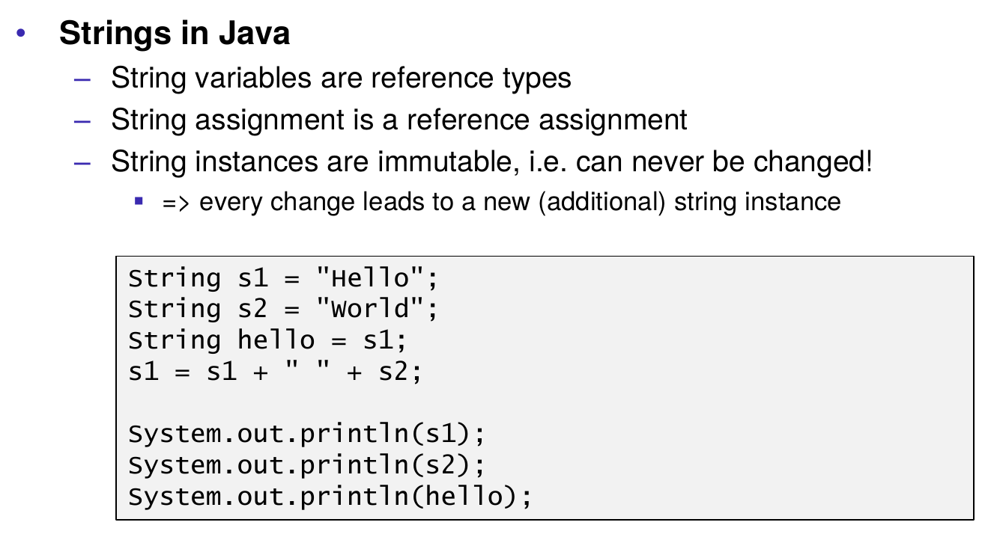 • Strings in Java
– String variables are reference types
– String assignment is a reference assignment
– String instances are immutable, i.e. can never be changed!
▪ => every change leads to a new (additional) string instance
String s1 = "Hello";
String s2 = "World";
String hello = s1;
s1 = s1 + " " + s2;
System.out.println(s1);
System.out.println(s2);
System.out.println(hello);